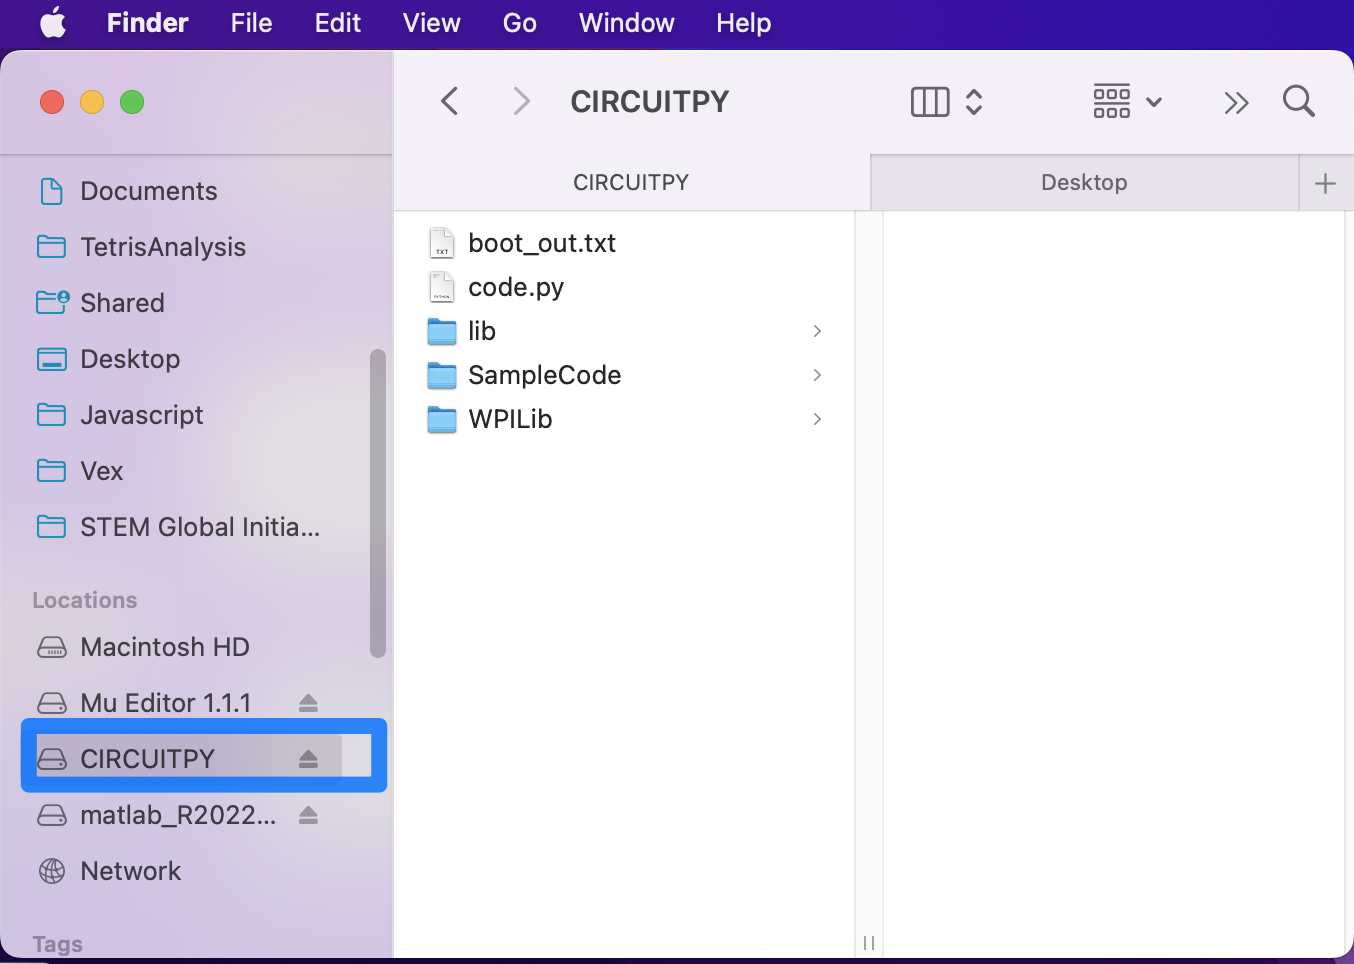 Finder File Edit View Go Window Help
CIRCUITPY
CIRCUITPY
Desktop
Documents
TetrisAnalysis
Shared
Desktop
Javascript
Vex
STEM Global Initia...
Locations
Macintosh HD
Mu Editor 1.1.1
CIRCUITPY
matlab_R2022...
Network
Tags
boot_out.txt
code.py
lib
SampleCode
WPILib
TXT
PYTHON